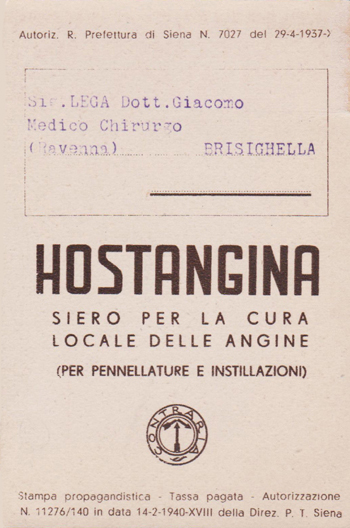 Autoriz. R. Prefettura di Siena N. 7027 del 29-4-1937-X
Sig.LEGA Dott.Giacomo
Medico Chirurgo
(Ravenna) BRISIGHELLA
HOSTANGINA
SIERO PER LA CURA
LOCALE DELLE ANGINE
(PER PENNELLATURE E INSTILLAZIONI)
CONTRARIA
Stampa propagandistica - Tassa pagata - Autorizzazione
N. 11276/140 in data 14-2-1940-XVIII della Direz. P. T. Siena